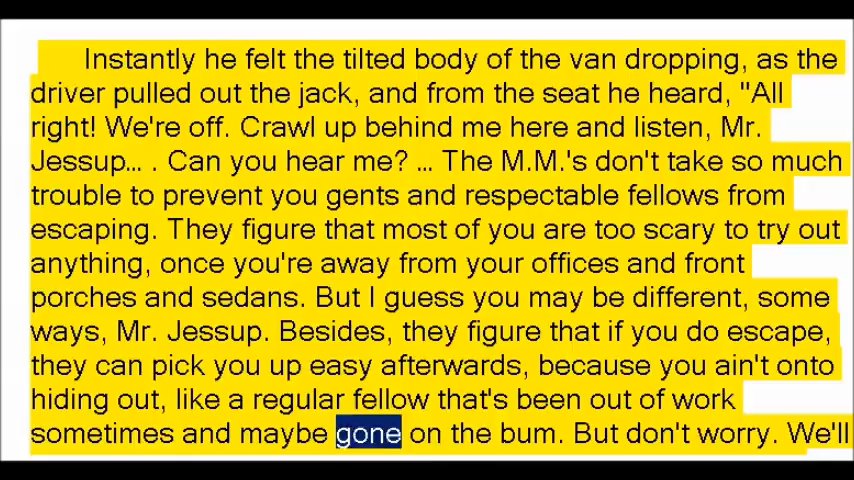 Instantly he felt the tilted body of the van dropping, as the
driver pulled out the jack, and from the seat he heard, "All
right! We're off. Crawl up behind me here and listen, Mr.
Jessup... . Can you hear me? ... The M.M.'s don't take so much
trouble to prevent you gents and respectable fellows from
escaping. They figure that most of you are too scary to try out
anything, once you're away from your offices and front
porches and sedans. But I guess you may be different, some
ways, Mr. Jessup. Besides, they figure that if you do escape,
they can pick you up easy afterwards, because you ain't onto
hiding out, like a regular fellow that's been out of work
sometimes and maybe gone on the bum. But don't worry. We'll